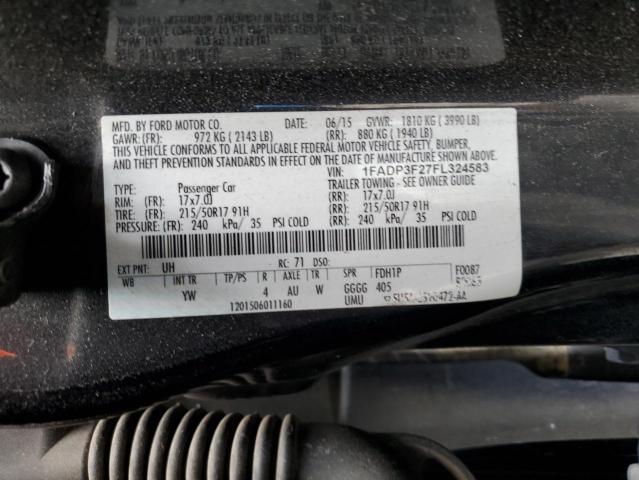 MFD. BY FORD MOTOR CO. DATE: 06/15 GVWR: 1810 KG ( 3990 LB)
GAWR: (FR): 972 KG ( 2143 LB) (RR): 880 KG ( 1940 LB)
THIS VEHICLE CONFORMS TO ALL APPLICABLE FEDERAL MOTOR VEHICLE SAFETY, BUMPER,
AND THEFT PREVENTION STANDARDS IN EFFECT ON THE DATE OF MANUFACTURE SHOWN ABOVE.
VIN: 1FADP3F27FL324583
TYPE: Passenger Car TRAILER TOWING - SEE OWNER GUIDE
RIM: (FR): 17x7.0J (RR): 17x7.0J
TIRE: (FR): 215/50R17 91H (RR): 215/50R17 91H
PRESSURE: (FR): 240 kPa/ 35 PSI COLD (RR): 240 kPa/ 35 PSI COLD
EXT PNT: UH RC: 71 DSO: FDH1P F0087
WB INT TR TP/PS R AXLE TR SPR
YW 4 AU W GGGG 405
1201506011160 UMU